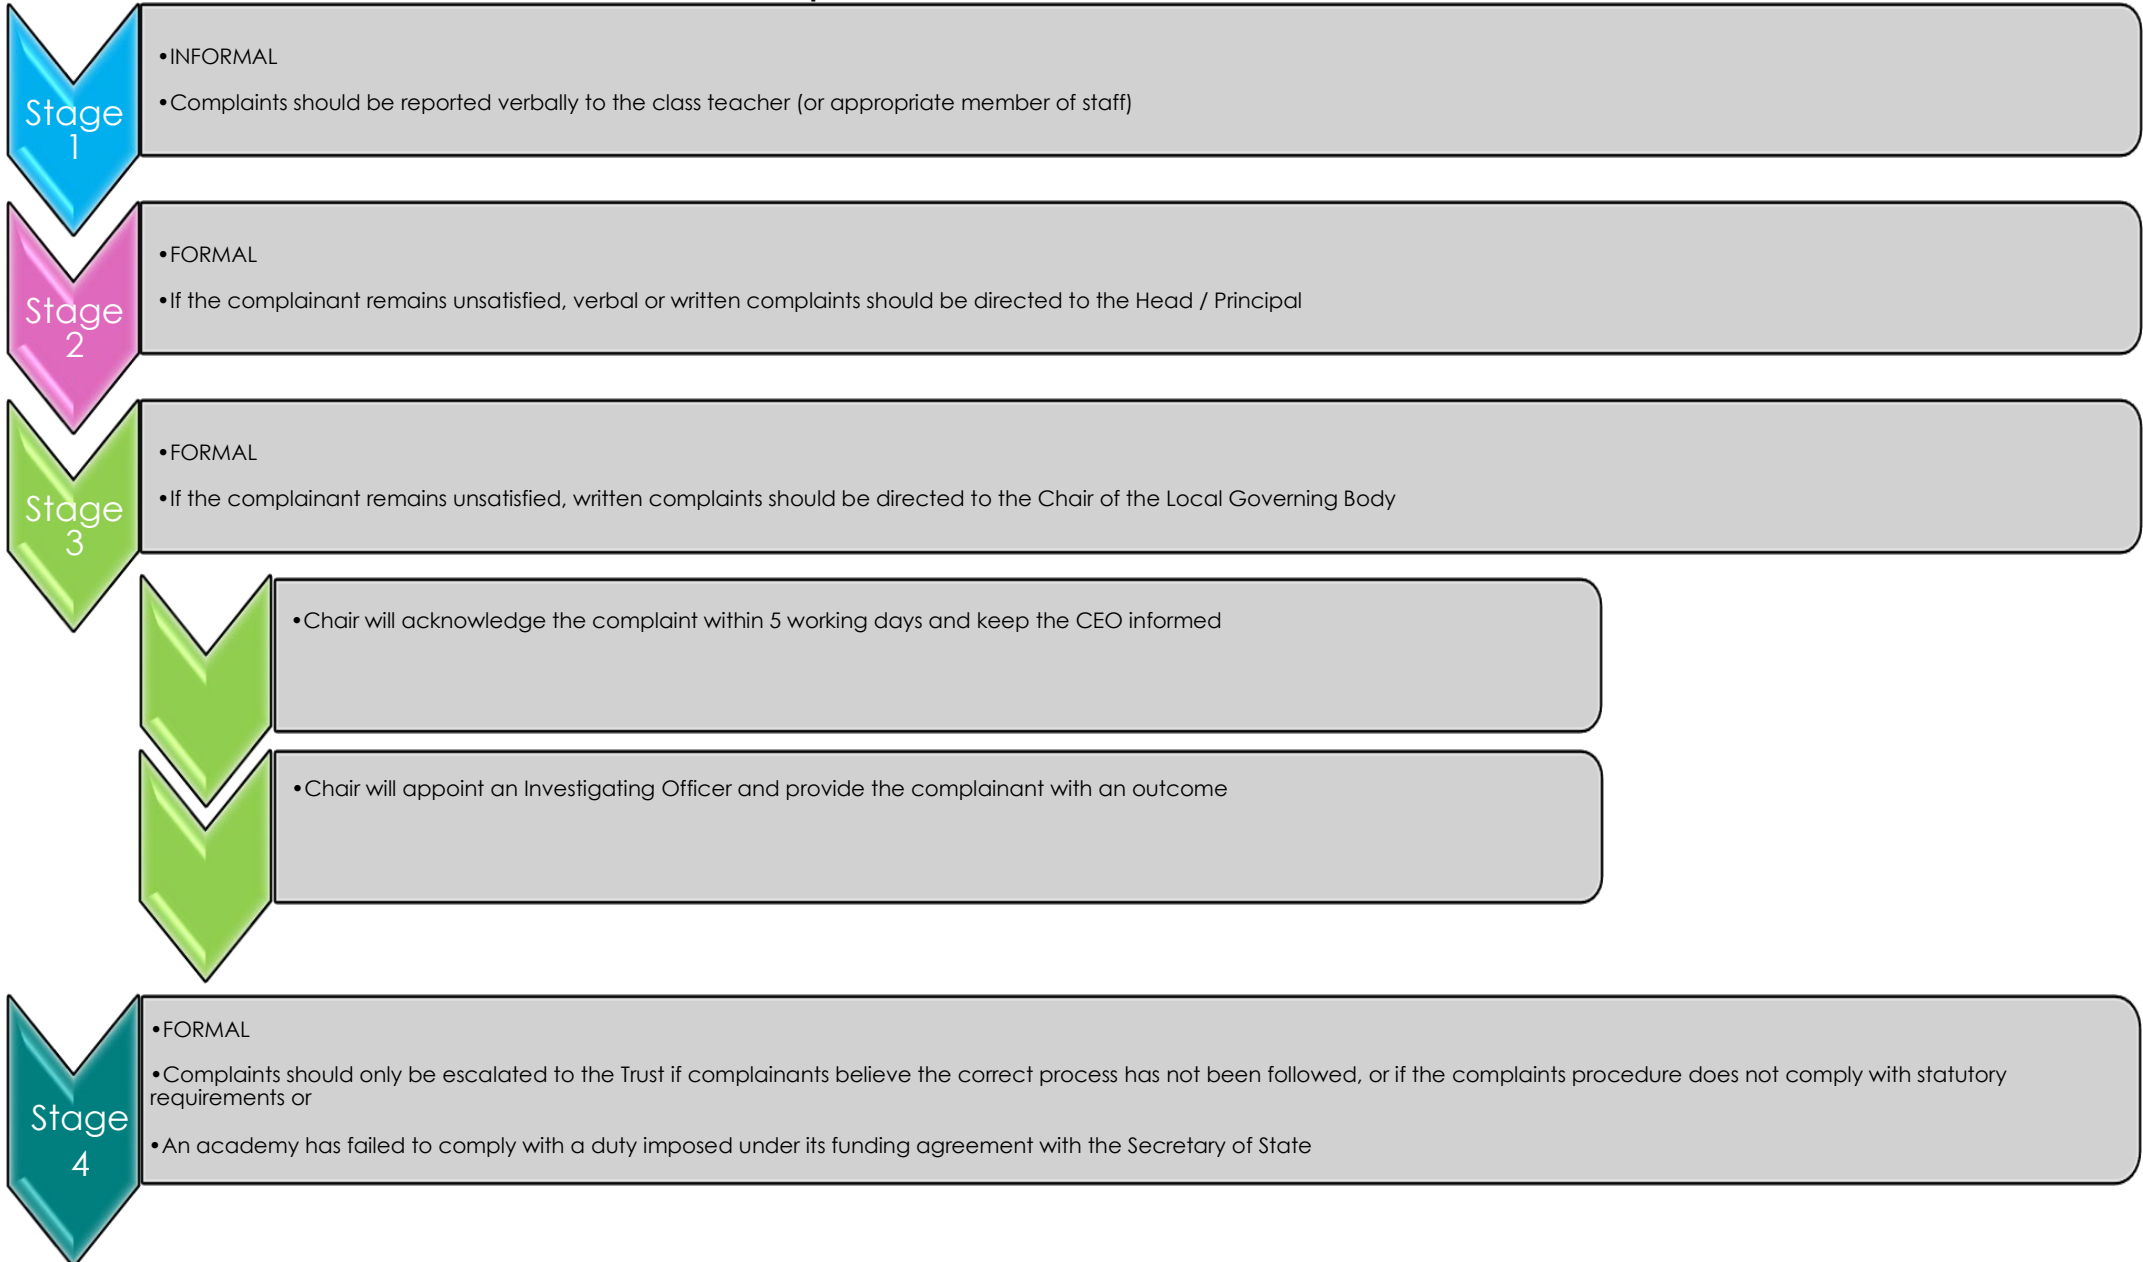 Stage
1
•INFORMAL
•Complaints should be reported verbally to the class teacher (or appropriate member of staff)
Stage
2
•FORMAL
•If the complainant remains unsatisfied, verbal or written complaints should be directed to the Head / Principal
Stage
3
•FORMAL
•If the complainant remains unsatisfied, written complaints should be directed to the Chair of the Local Governing Body
•Chair will acknowledge the complaint within 5 working days and keep the CEO informed
•Chair will appoint an Investigating Officer and provide the complainant with an outcome
Stage
4
•FORMAL
•Complaints should only be escalated to the Trust if complainants believe the correct process has not been followed, or if the complaints procedure does not comply with statutory
requirements or
•An academy has failed to comply with a duty imposed under its funding agreement with the Secretary of State